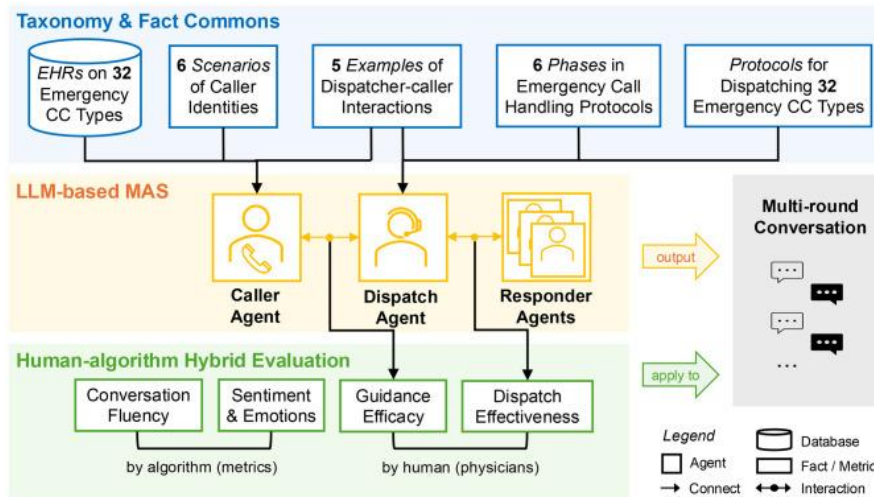 Taxonomy & Fact Commons
EHRs on 32
Emergency
CC Types
6 Scenarios
of Caller
Identities
5 Examples of
Dispatcher-caller
Interactions
6 Phases in
Emergency Call
Handling Protocols
Protocols for
Dispatching 32
Emergency CC Types
LLM-based MAS
Caller
Agent
Dispatch
Agent
Responder
Agents
output
Multi-round
Conversation
Human-algorithm Hybrid Evaluation
apply to
Conversation
Fluency
Sentiment
& Emotions
Guidance
Efficacy
Dispatch
Effectiveness
by algorithm (metrics)
by human (physicians)
Legend
Database
Agent
Fact / Metric
Connect
Interaction